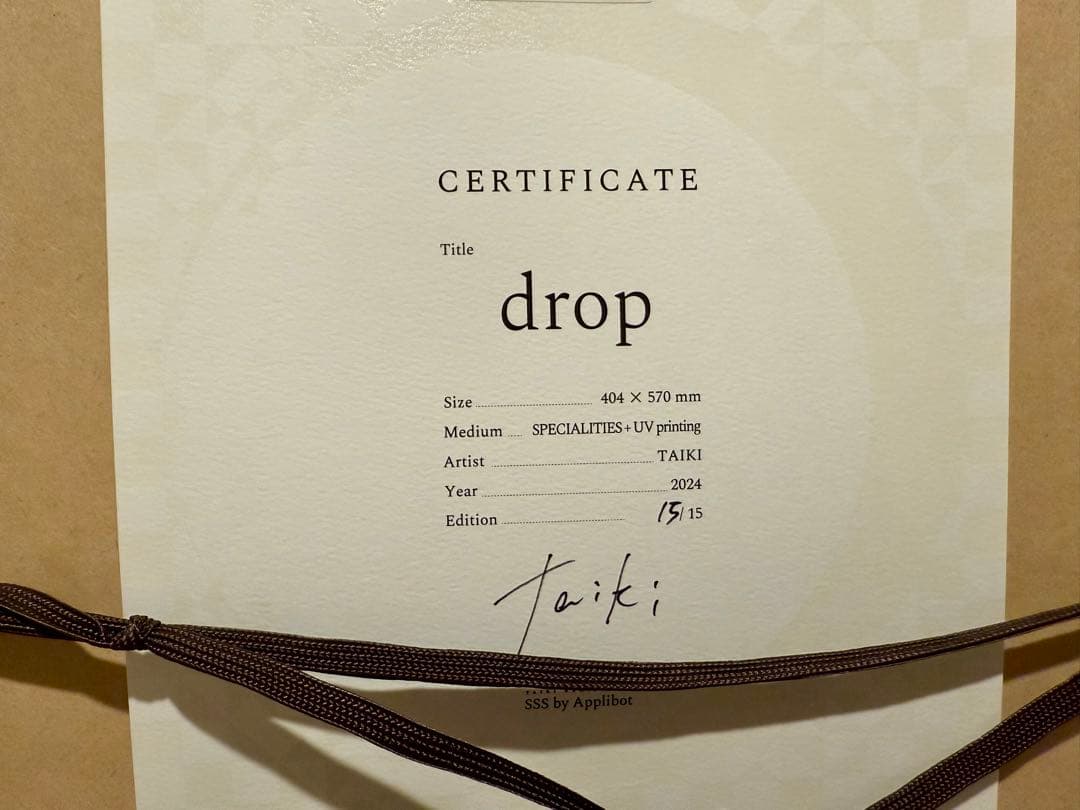 CERTIFICATE
Title
drop
Size 404 × 570 mm
Medium SPECIALITIES + UV printing
Artist TAIKI
Year 2024
Edition 15/15
Taiki
SSS by Applibot